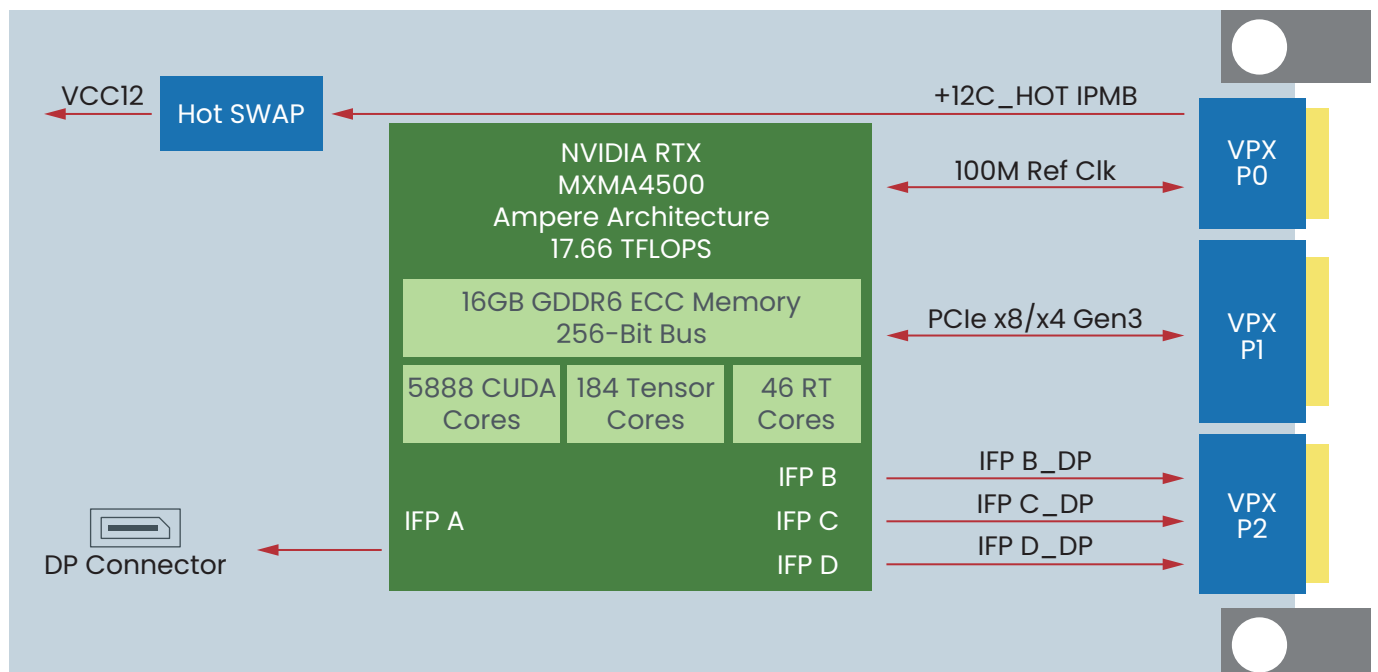 VCC12
Hot SWAP
+12C_HOT IPMB
VPX
P0
NVIDIA RTX
MXMA4500
Ampere Architecture
17.66 TFLOPS
100M Ref Clk
16GB GDDR6 ECC Memory
256-Bit Bus
PCIe x8/x4 Gen3
VPX
P1
5888 CUDA
Cores
184 Tensor
Cores
46 RT
Cores
IFP A
IFP B
IFP C
IFP D
IFP B_DP
IFP C_DP
IFP D_DP
VPX
P2
DP Connector